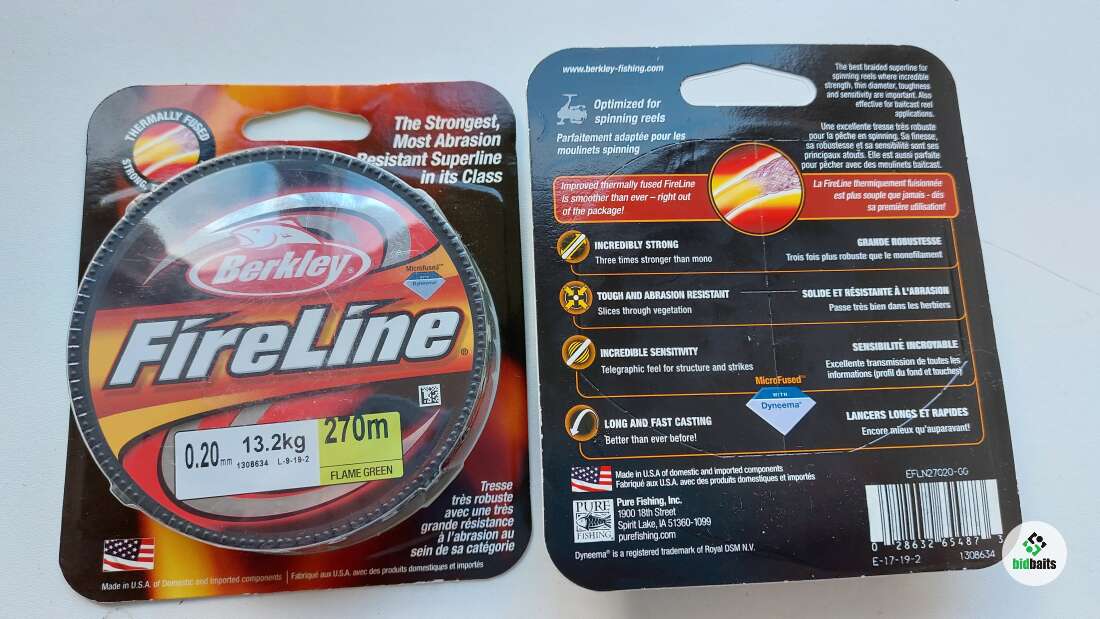 THERMALLY FUSED
The Strongest,
Most Abrasion
Resistant Superline
in its Class
Berkley®
MicroFused™
WITH
Dyneema®
FireLine®
0.20mm 13.2kg 270m
1308634 L-9-19-2
FLAME GREEN
Tresse
très robuste
avec une très
grande résistance
à l'abrasion au
sein de sa catégorie
Made in U.S.A. of Domestic and Imported components | Fabriqué aux U.S.A. avec des produits domestiques et importés
www.berkley-fishing.com
Optimized for
spinning reels
Parfaitement adaptée pour les
moulinets spinning
The best braided superline for
spinning reels where incredible
strength, thin diameter, toughness
and sensitivity are important. Also
effective for baitcast reel
applications.
Une excellente tresse très robuste
pour la pêche en spinning. Sa finesse,
sa robustesse et sa sensibilité sont ses
principaux atouts. Elle est aussi parfaite
pour pêcher avec des moulinets baitcast.
Improved thermally fused FireLine
is smoother than ever – right out
of the package!
La FireLine thermiquement fusionnée
est plus souple que jamais - dès
sa première utilisation!
INCREDIBLY STRONG
Three times stronger than mono
GRANDE ROBUSTESSE
Trois fois plus robuste que le monofilament
TOUGH AND ABRASION RESISTANT
Slices through vegetation
SOLIDE ET RÉSISTANTE À L'ABRASION
Passe très bien dans les herbiers
INCREDIBLE SENSITIVITY
Telegraphic feel for structure and strikes
SENSIBILITÉ INCROYABLE
Excellente transmission de toutes les
informations (profil du fond et touches)
MicroFused™
WITH
Dyneema®
LONG AND FAST CASTING
Better than ever before!
LANCERS LONGS ET RAPIDES
Encore mieux qu'auparavant!
Made in U.S.A of domestic and imported components
Fabriqué aux U.S.A. avec des produits domestiques et importés
PURE
FISHING
Pure Fishing, Inc.
1900 18th Street
Spirit Lake, IA 51360-1099
purefishing.com
Dyneema® is a registered trademark of Royal DSM N.V.
EFLN27020-GG
0 28632 65487 3
E-17-19-2 1308634
bidbaits